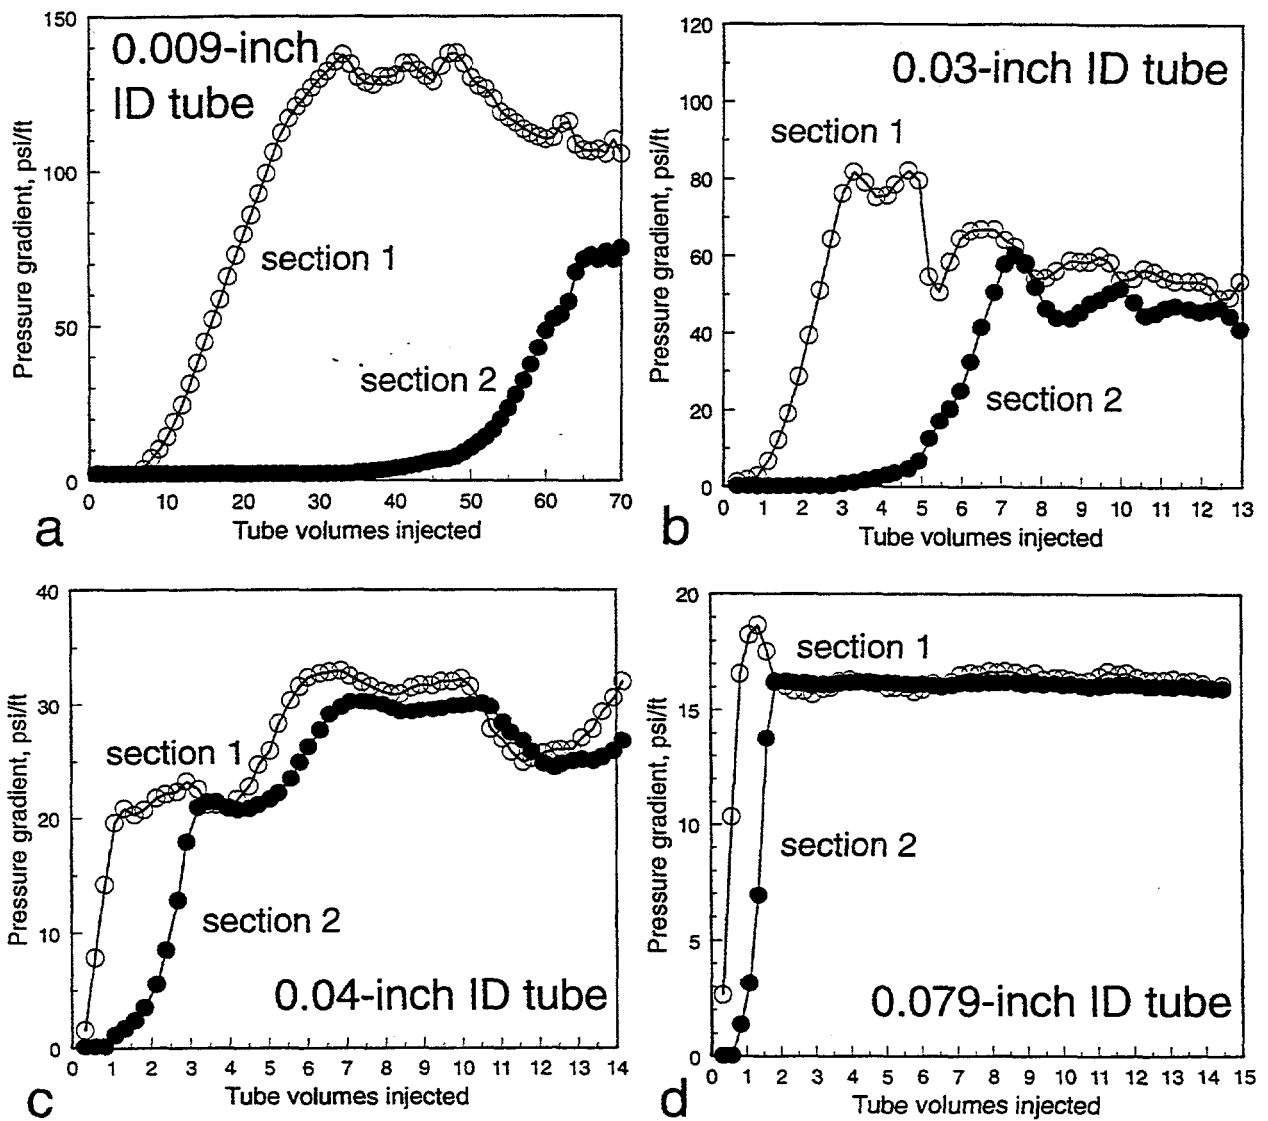 0.009-inch
ID tube
section 1
section 2
150
100
50
0
Pressure gradient, psi/ft
0 10 20 30 40 50 60 70
Tube volumes injected
a
0.03-inch ID tube
section 1
section 2
120
100
80
60
40
20
0
Pressure gradient, psi/ft
0 1 2 3 4 5 6 7 8 9 10 11 12 13
Tube volumes injected
b
section 1
section 2
0.04-inch ID tube
40
30
20
10
0
Pressure gradient, psi/ft
0 1 2 3 4 5 6 7 8 9 10 11 12 13 14
Tube volumes injected
c
section 1
section 2
0.079-inch ID tube
20
15
10
5
0
Pressure gradient, psi/ft
0 1 2 3 4 5 6 7 8 9 10 11 12 13 14 15
Tube volumes injected
d